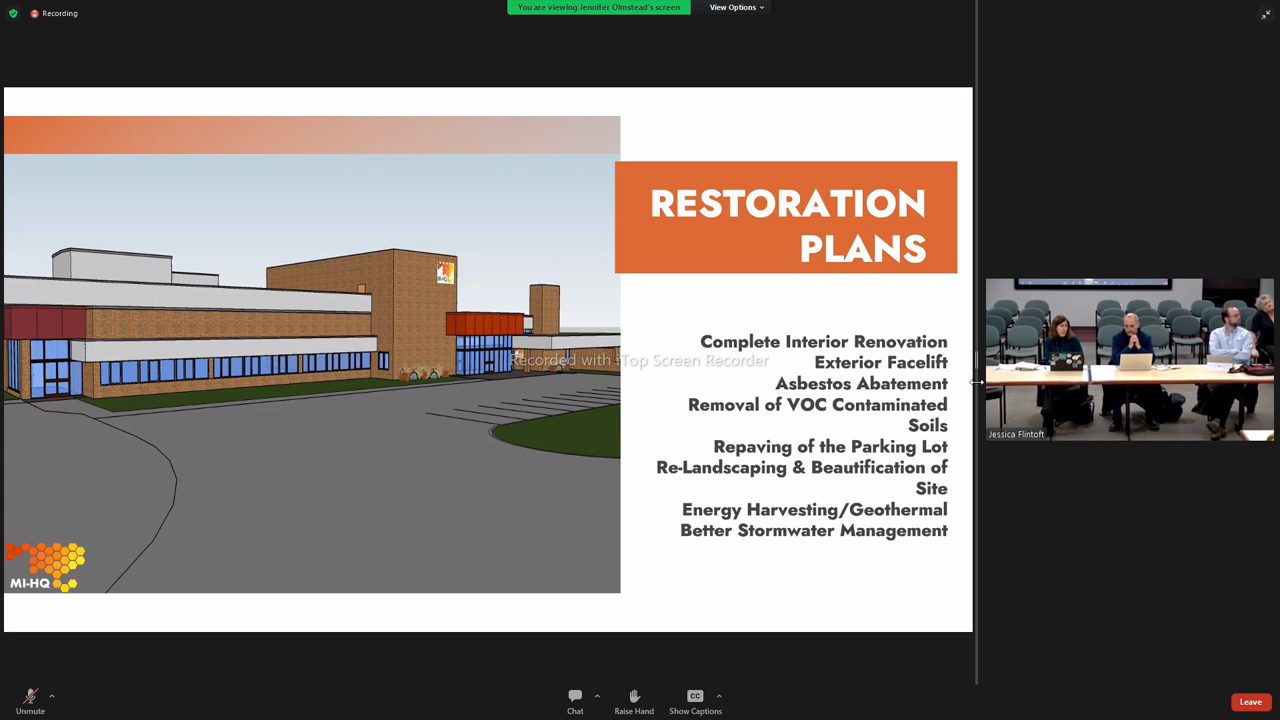 Recording
You are viewing Jennifer Olmstead's screen
View Options
RESTORATION
PLANS
MI-HQ
Recorded with iTop Screen Recorder
Complete Interior Renovation
Exterior Facelift
Asbestos Abatement
Removal of VOC Contaminated
Soils
Repaving of the Parking Lot
Re-Landscaping & Beautification of
Site
Energy Harvesting/Geothermal
Better Stormwater Management
MI-HQ
Jessica Flintoft
Unmute
Chat
Raise Hand
CC
Show Captions
Leave